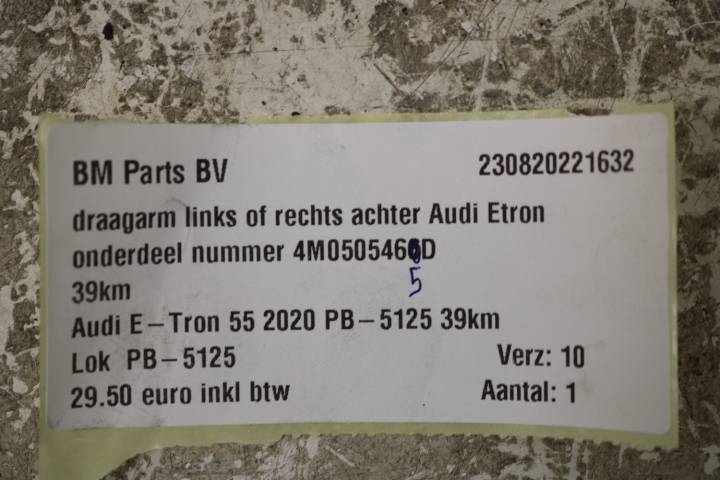 BM Parts BV 230820221632
draagarm links of rechts achter Audi Etron
onderdeel nummer 4M0505466D
5
39km
Audi E-Tron 55 2020 PB-5125 39km
Lok PB-5125 Verz: 10
29.50 euro inkl btw Aantal: 1